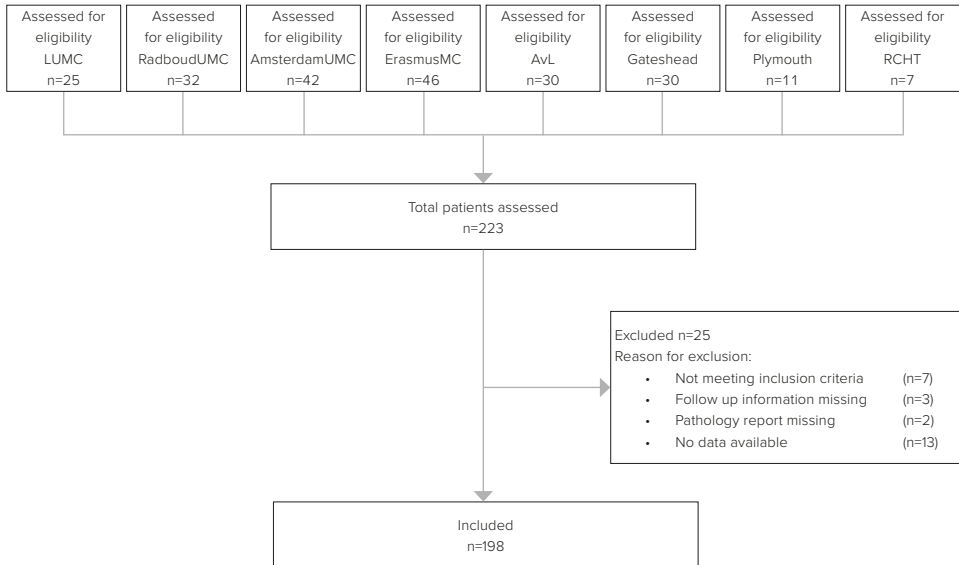 Assessed for
eligibility
LUMC
n=25
Assessed
for eligibility
RadboudUMC
n=32
Assessed
for eligibility
AmsterdamUMC
n=42
Assessed
for eligibility
ErasmusMC
n=46
Assessed for
eligibility
AvL
n=30
Assessed
for eligibility
Gateshead
n=30
Assessed
for eligibility
Plymouth
n=11
Assessed for
eligibility
RCHT
n=7
Total patients assessed
n=223
Excluded n=25
Reason for exclusion:
• Not meeting inclusion criteria (n=7)
• Follow up information missing (n=3)
• Pathology report missing (n=2)
• No data available (n=13)
Included
n=198